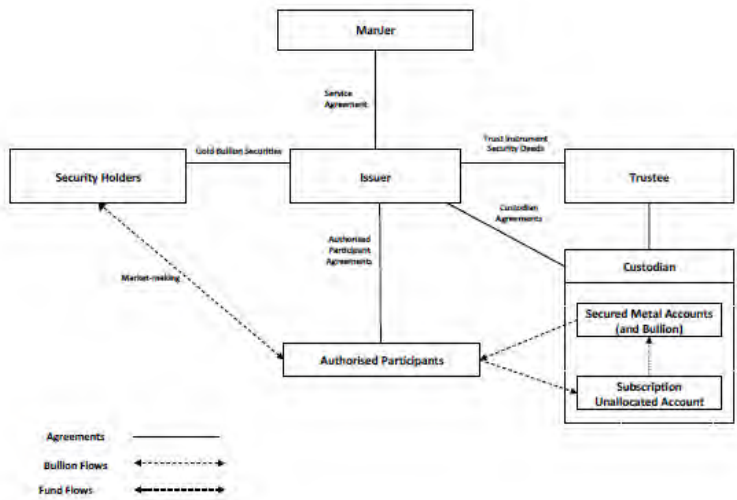 ManJer
Service
Agreement
Gold Bullion Securities
Trust Instrument
Security Deeds
Security Holders
Issuer
Trustee
Custodian
Agreements
Authorised
Participant
Agreements
Custodian
Market-making
Secured Metal Accounts
(and Bullion)
Authorised Participants
Subscription
Unallocated Account
Agreements
Bullion Flows
Fund Flows